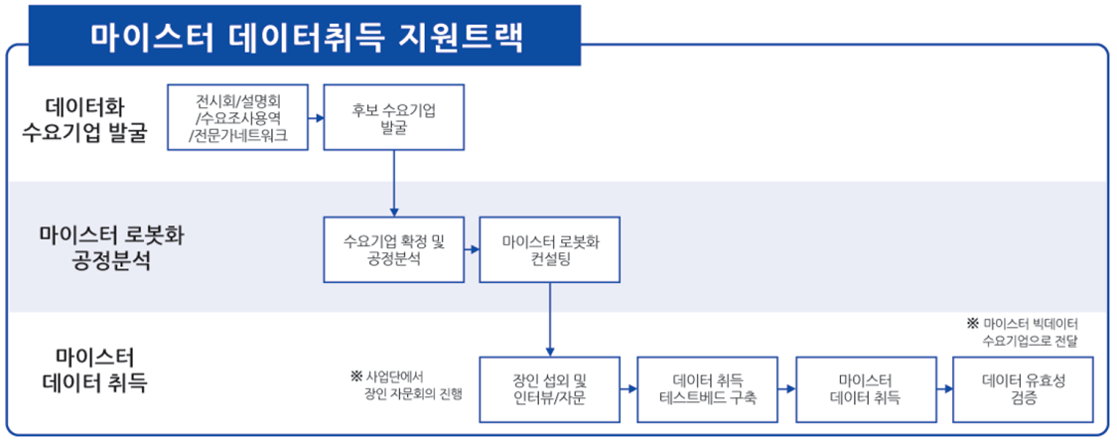 마이스터 데이터취득 지원트랙
데이터화
수요기업 발굴
전시회/설명회
/수요조사용역
/전문가네트워크
후보 수요기업
발굴
마이스터 로봇화
공정분석
수요기업 확정 및
공정분석
마이스터 로봇화
컨설팅
마이스터
데이터 취득
※ 사업단에서
장인 자문회의 진행
장인 섭외 및
인터뷰/자문
데이터 취득
테스트베드 구축
마이스터
데이터 취득
※ 마이스터 빅데이터
수요기업으로 전달
데이터 유효성
검증